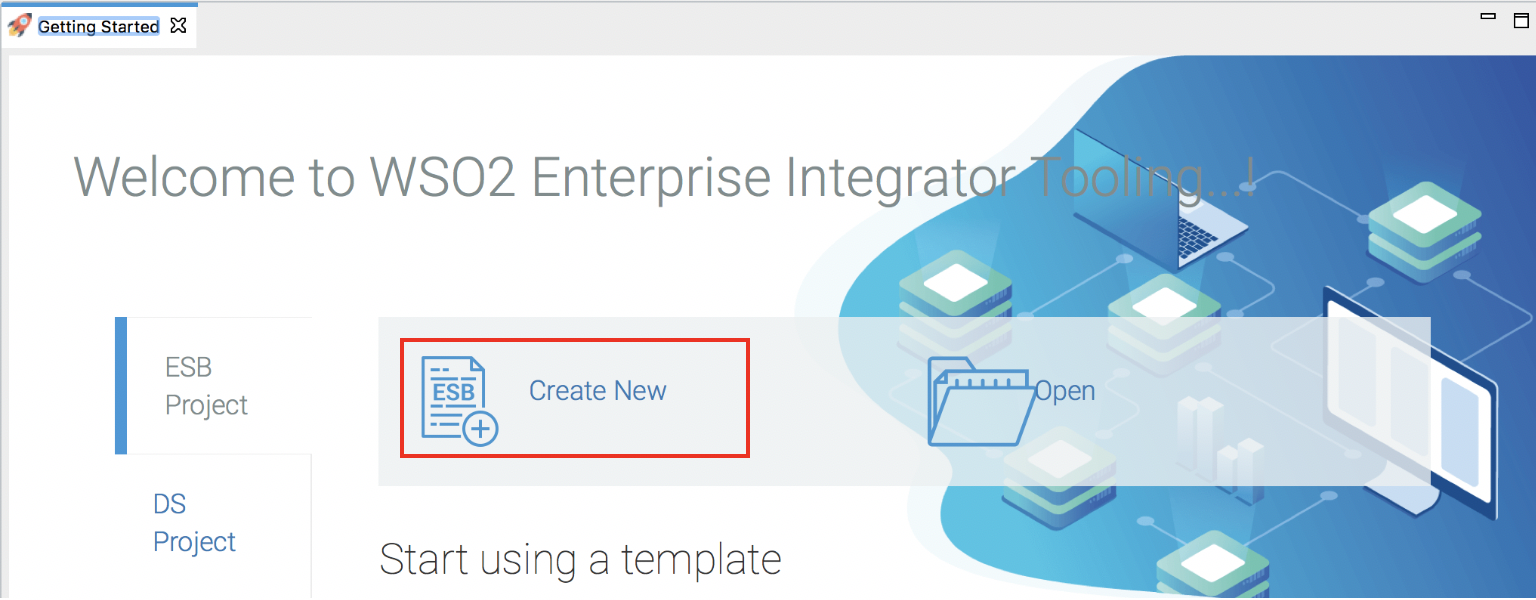 Getting Started
Welcome to WSO2 Enterprise Integrator Tooling...!
ESB
Project
ESB
Create New
Open
DS
Project
Start using a template